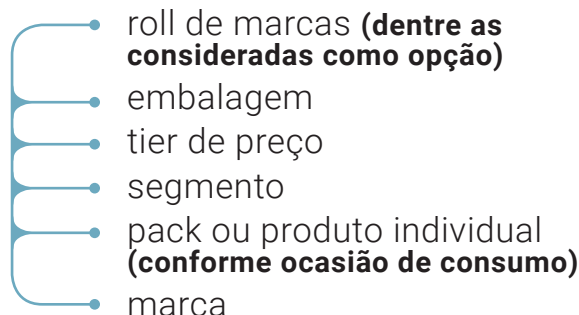 roll de marcas (dentre as
consideradas como opção)
embalagem
tier de preço
segmento
pack ou produto individual
(conforme ocasião de consumo)
marca